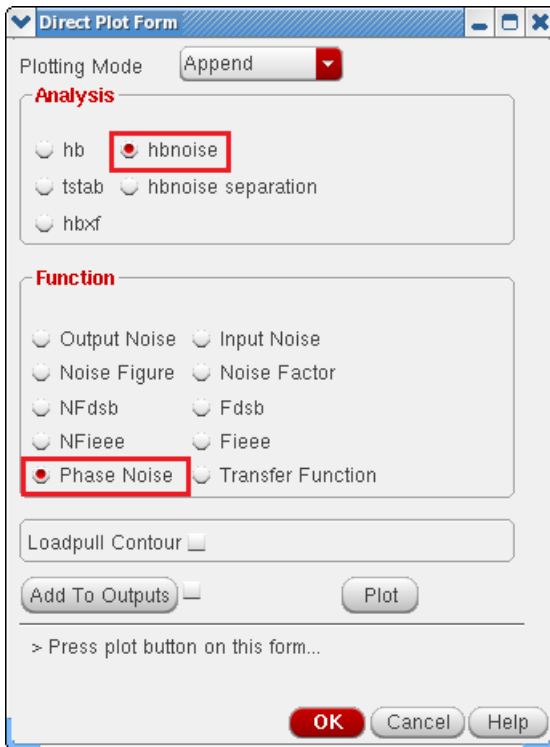 Direct Plot Form
Plotting Mode Append
Analysis
hb hbnoise
tstab hbnoise separation
hbxf
Function
Output Noise Input Noise
Noise Figure Noise Factor
NFdsb Fdsb
NFieee Fieee
Phase Noise Transfer Function
Loadpull Contour
Add To Outputs Plot
> Press plot button on this form...
OK Cancel Help